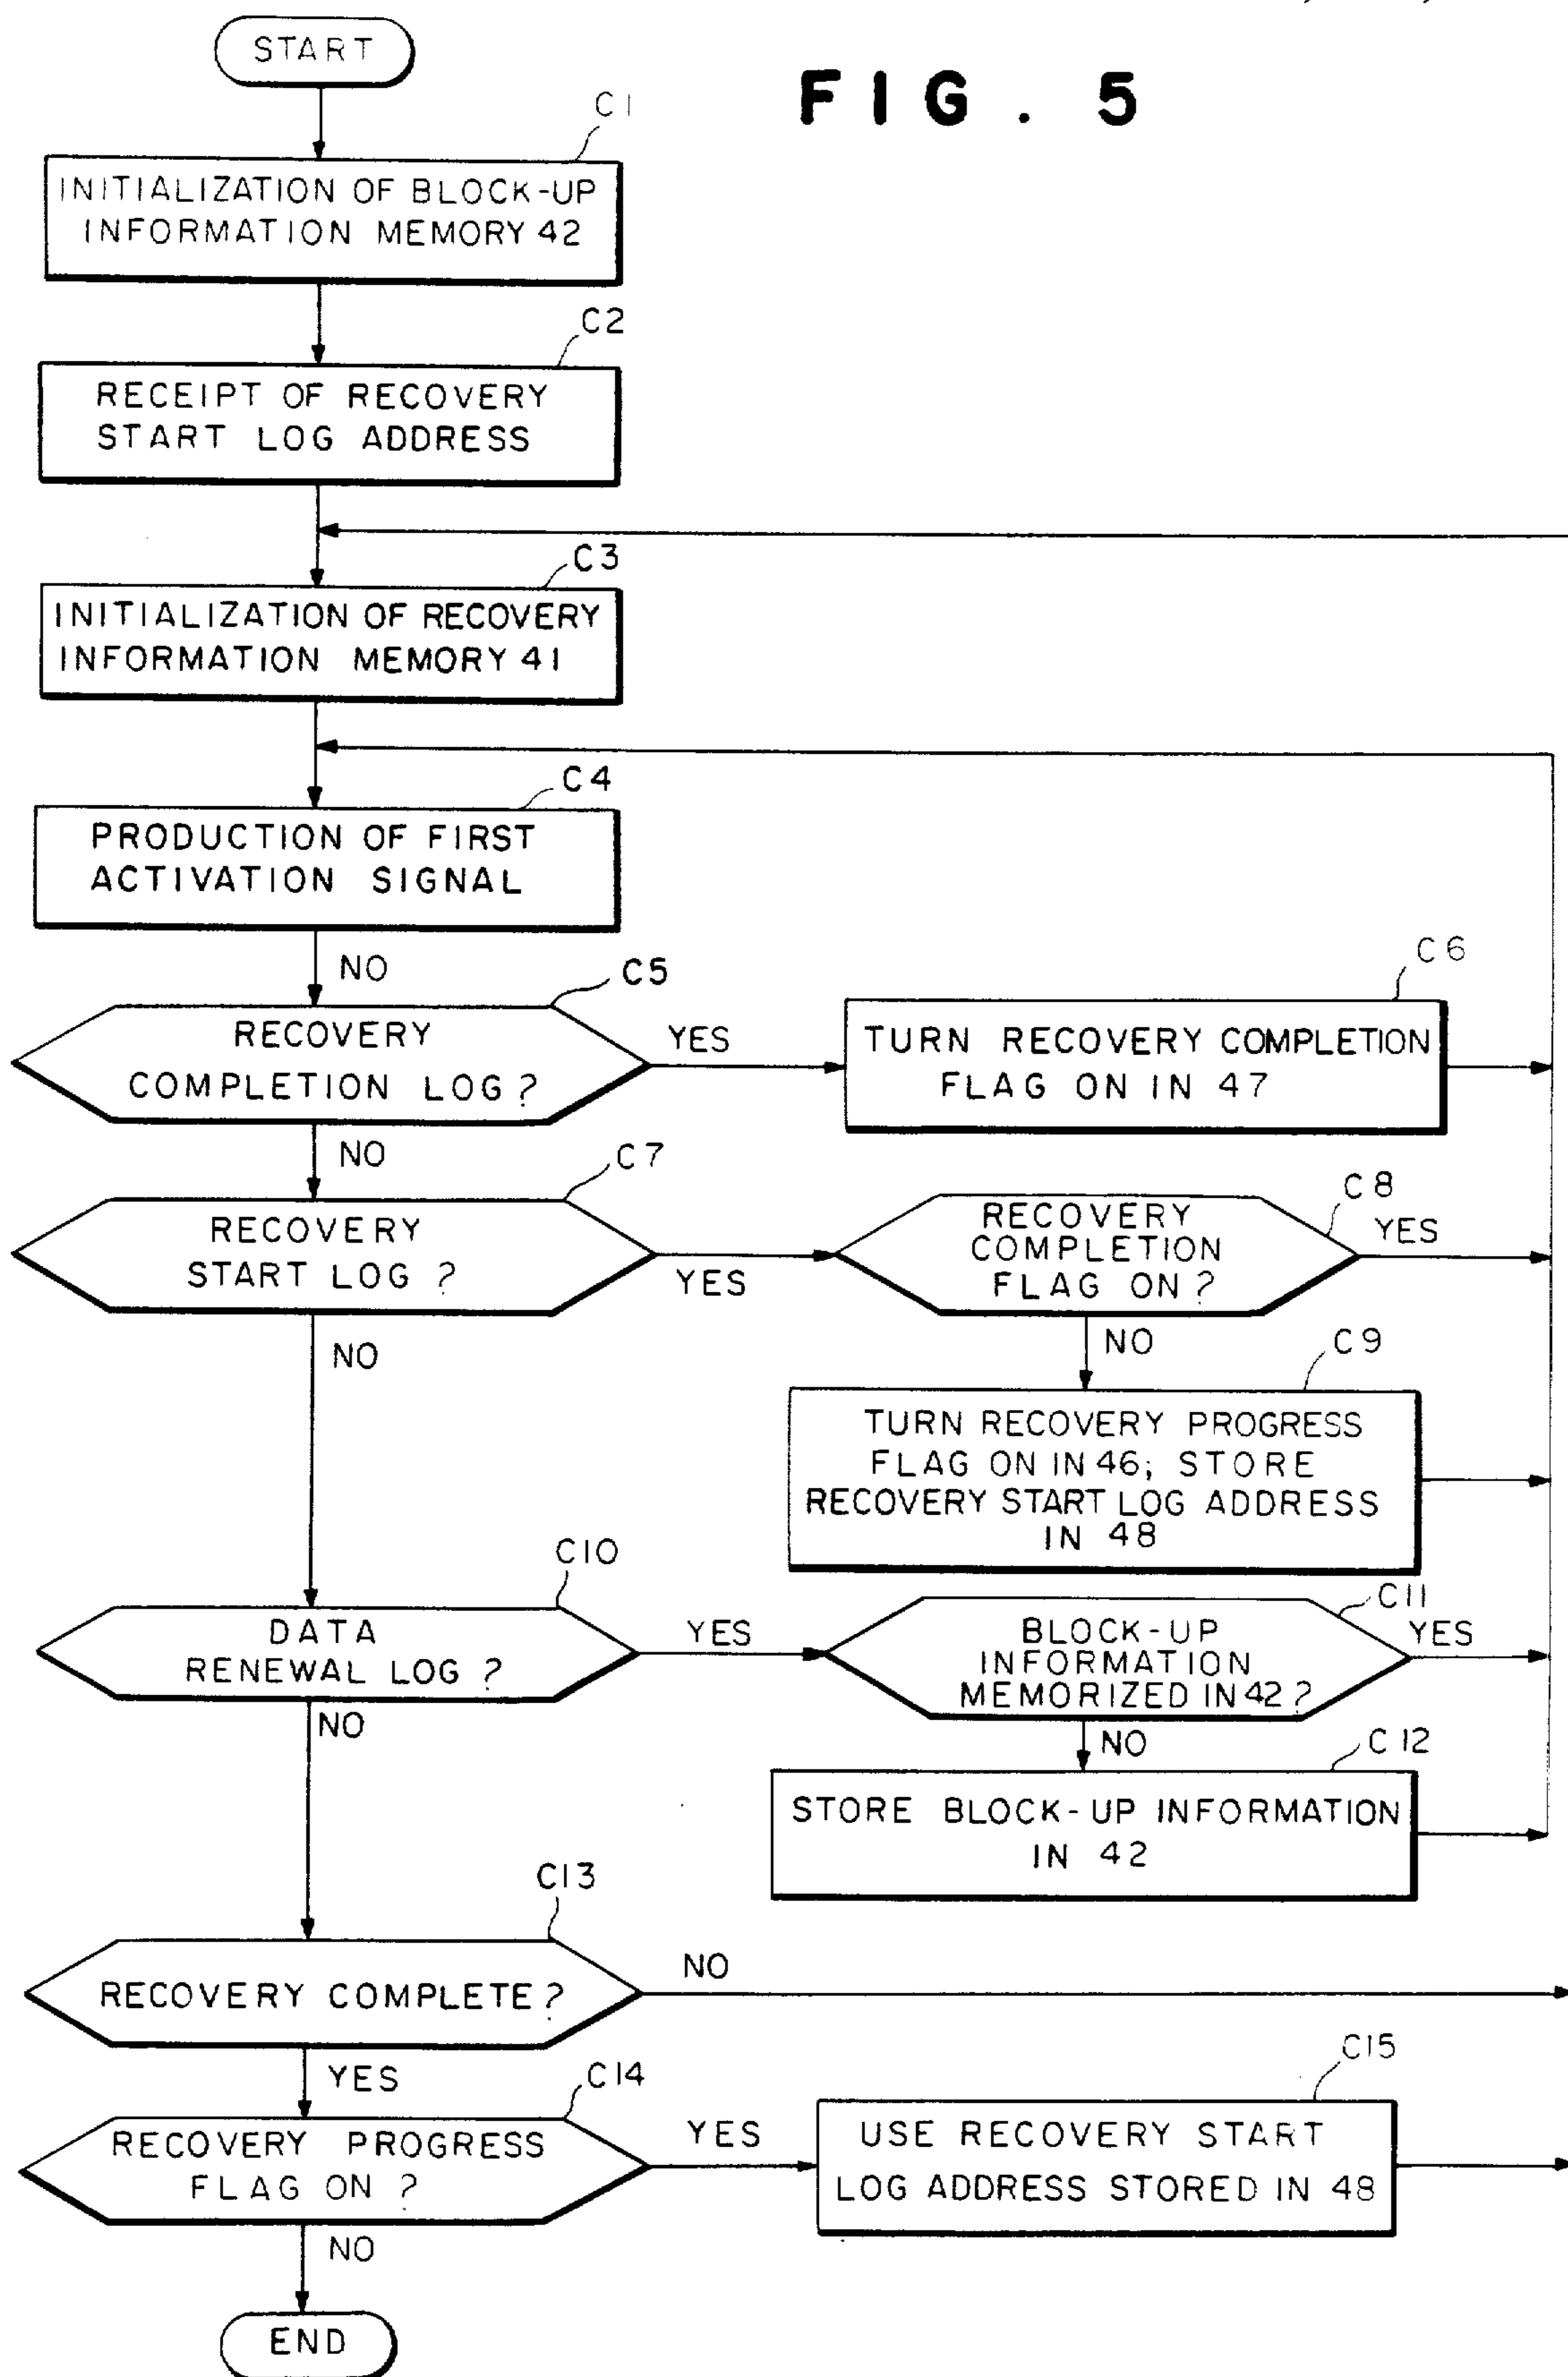 START
FIG. 5
C1
INITIALIZATION OF BLOCK-UP
INFORMATION MEMORY 42
C2
RECEIPT OF RECOVERY
START LOG ADDRESS
C3
INITIALIZATION OF RECOVERY
INFORMATION MEMORY 41
C4
PRODUCTION OF FIRST
ACTIVATION SIGNAL
NO
C5
RECOVERY
COMPLETION LOG?
YES
C6
TURN RECOVERY COMPLETION
FLAG ON IN 47
NO
C7
RECOVERY
START LOG ?
YES
C8
RECOVERY
COMPLETION
FLAG ON?
YES
NO
NO
C9
TURN RECOVERY PROGRESS
FLAG ON IN 46; STORE
RECOVERY START LOG ADDRESS
IN 48
C10
DATA
RENEWAL LOG ?
YES
C11
BLOCK-UP
INFORMATION
MEMORIZED IN 42 ?
YES
NO
NO
C12
STORE BLOCK-UP INFORMATION
IN 42
C13
RECOVERY COMPLETE?
NO
YES
C14
RECOVERY PROGRESS
FLAG ON ?
YES
C15
USE RECOVERY START
LOG ADDRESS STORED IN 48
NO
END